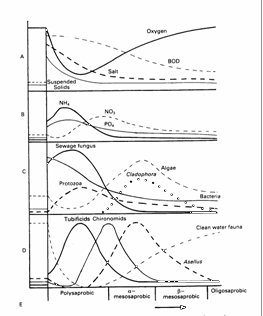 Oxygen
A
BOD
Salt
Suspended
Solids
NH₄
B
NO₃
PO₄
Sewage fungus
C
Algae
Cladophora
Protozoa
Bacteria
Tubificids Chironomids
Clean water fauna
D
Asellus
Polysaprobic
α-
mesosaprobic
β-
mesosaprobic
Oligosaprobic
E